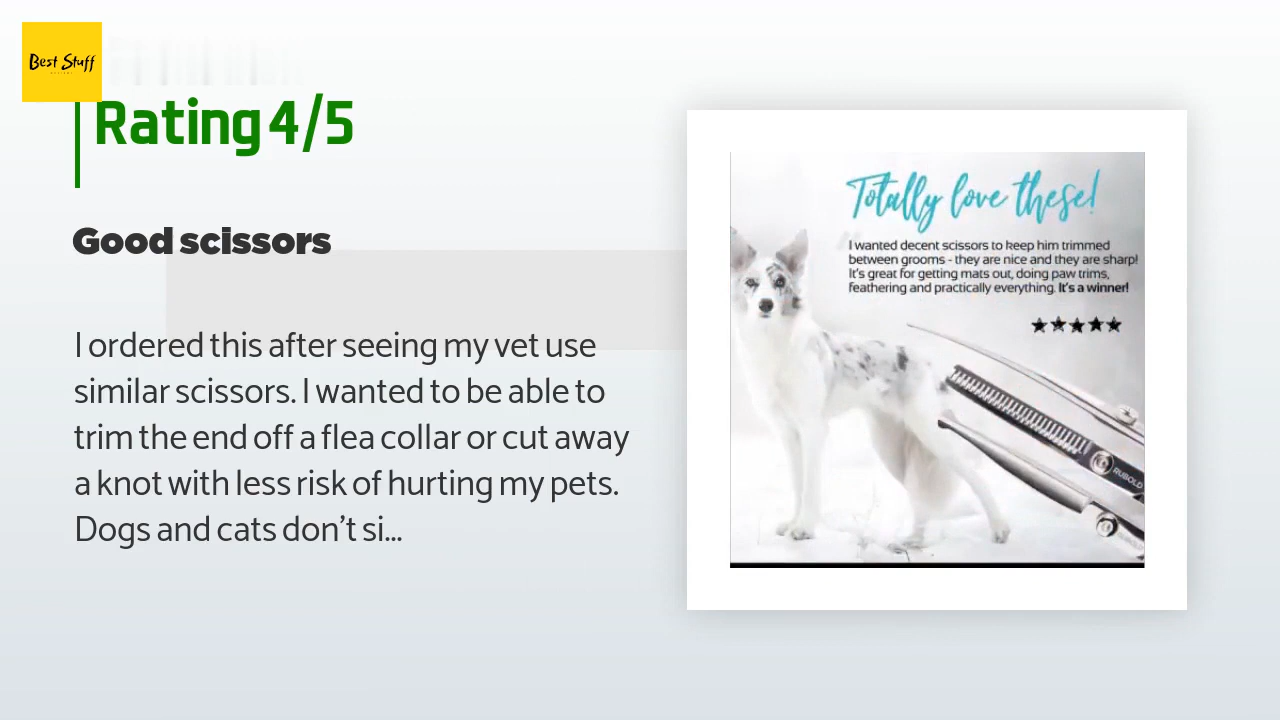 Best Stuff
Rating 4/5
Good scissors
I ordered this after seeing my vet use
similar scissors. I wanted to be able to
trim the end off a flea collar or cut away
a knot with less risk of hurting my pets.
Dogs and cats don’t si...
Totally love these!
I wanted decent scissors to keep him trimmed
between grooms - they are nice and they are sharp!
It's great for getting mats out, doing paw trims,
feathering and practically everything. It's a winner!
RUBOLD